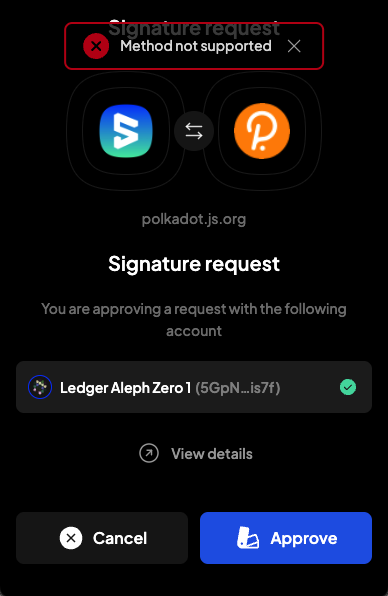 Signature request
Method not supported
polkadot.js.org
Signature request
You are approving a request with the following
account
Ledger Aleph Zero 1 (5GpN...is7f)
View details
Cancel
Approve